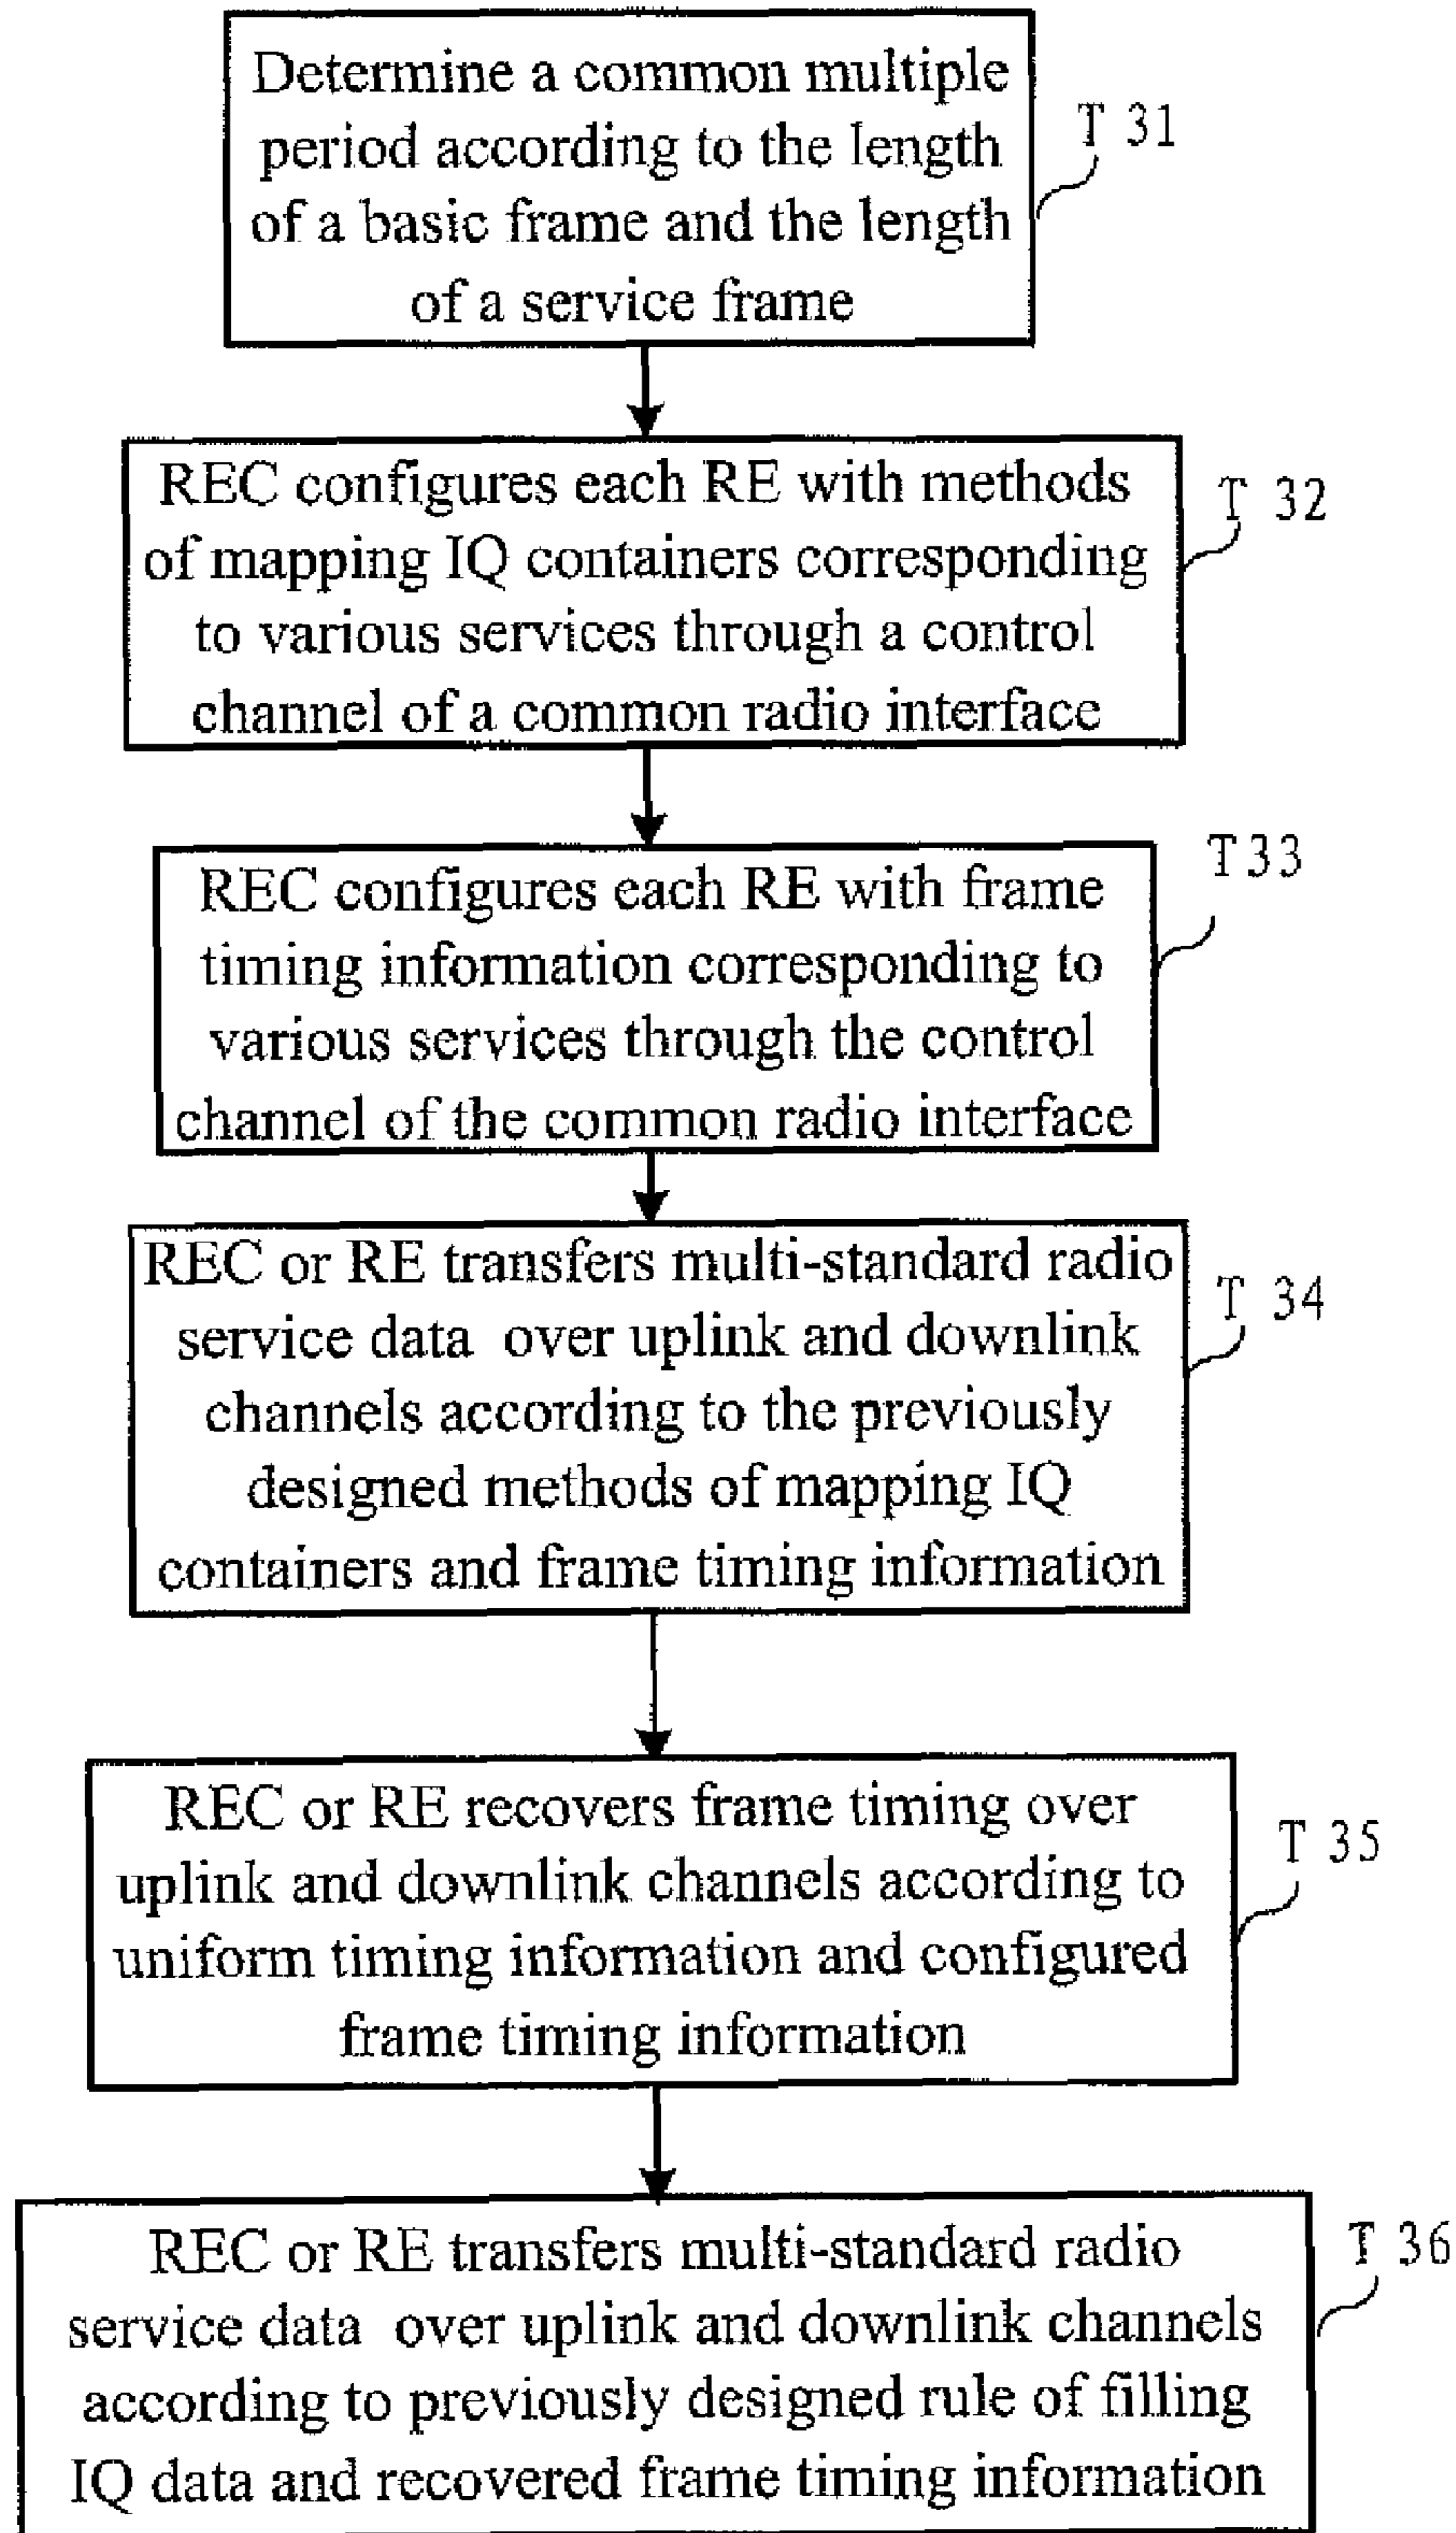 Determine a common multiple
period according to the length
of a basic frame and the length
of a service frame
T 31
REC configures each RE with methods
of mapping IQ containers corresponding
to various services through a control
channel of a common radio interface
T 32
REC configures each RE with frame
timing information corresponding to
various services through the control
channel of the common radio interface
T33
REC or RE transfers multi-standard radio
service data over uplink and downlink
channels according to the previously
designed methods of mapping IQ
containers and frame timing information
T 34
REC or RE recovers frame timing over
uplink and downlink channels according to
uniform timing information and configured
frame timing information
T 35
REC or RE transfers multi-standard radio
service data over uplink and downlink channels
according to previously designed rule of filling
IQ data and recovered frame timing information
T 36